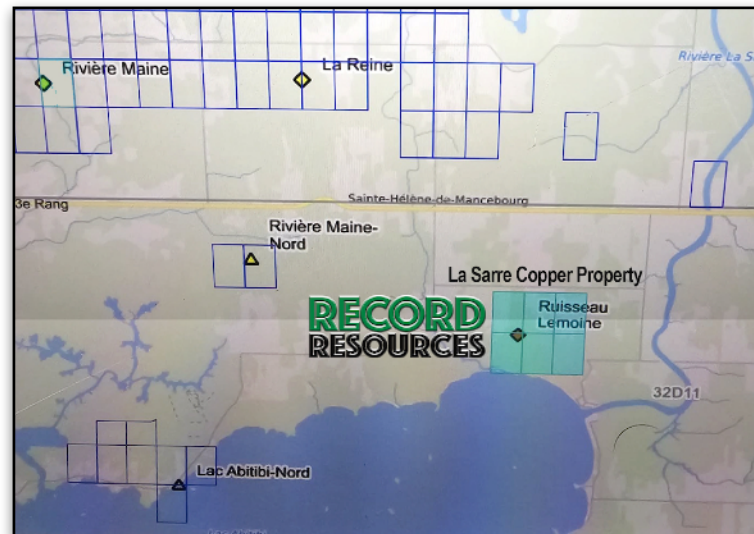 Rivière Maine
La Reine
Rivière La S
3e Rang
Sainte-Hélène-de-Mancebourg
Rivière Maine-
Nord
La Sarre Copper Property
Ruisseau
Lemoine
RECORD
RESOURCES
32D11
Lac Abitibi-Nord